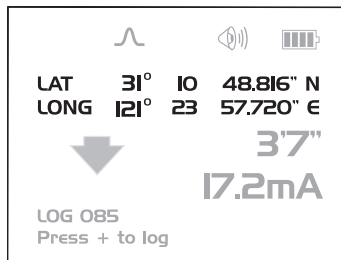 LAT 31° 10 48.816" N
LONG 121° 23 57.720" E
3'7"
17.2mA
LOG 085
Press + to log